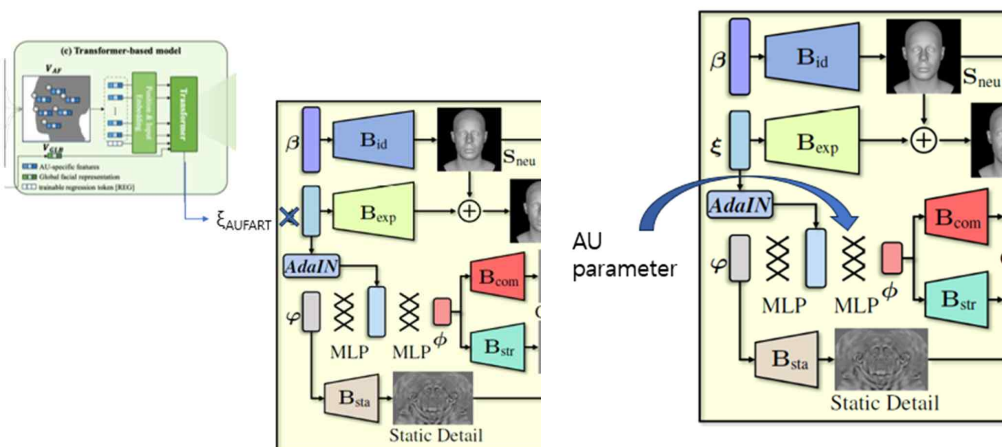 (c) Transformer-based model
V_AF
Position & Input
Embedding
Transformer
V_GLB
AU-specific features
Global facial representation
trainable regression token [REG]
ξ_AUFART
β
B_id
S_neu
B_exp
AdaIN
φ
MLP
MLP
ϕ
B_com
B_str
B_sta
Static Detail
AU
parameter
β
B_id
S_neu
ξ
B_exp
AdaIN
φ
MLP
MLP
ϕ
B_com
B_str
B_sta
Static Detail